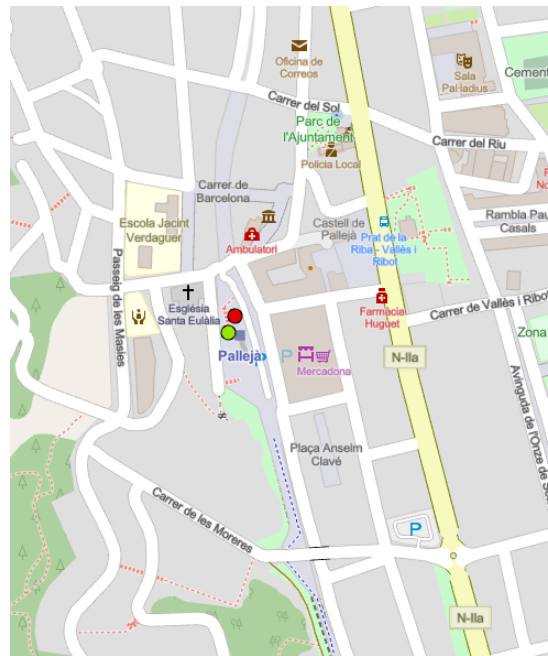 Oficina de
Correos
Sala
Pal·ladius
Cement
Carrer del Sol
Parc de
l'Ajuntament
Policia Local
Carrer del Riu
Carrer de
Barcelona
Escola Jacint
Verdaguer
Ambulatori
Castell de
Pallejà
Prat de la
Riba - Vallès i
Ribot
Rambla Pau
Casals
Passeig de les Masies
Església
Santa Eulàlia
Farmàcia
Huguet
Carrer de Vallès i Ribot
Zona
Pallejà
P
Mercadona
N-IIa
Avinguda de l'Onze de Se
Plaça Anselm
Clavé
Carrer de les Moreres
P
N-IIa